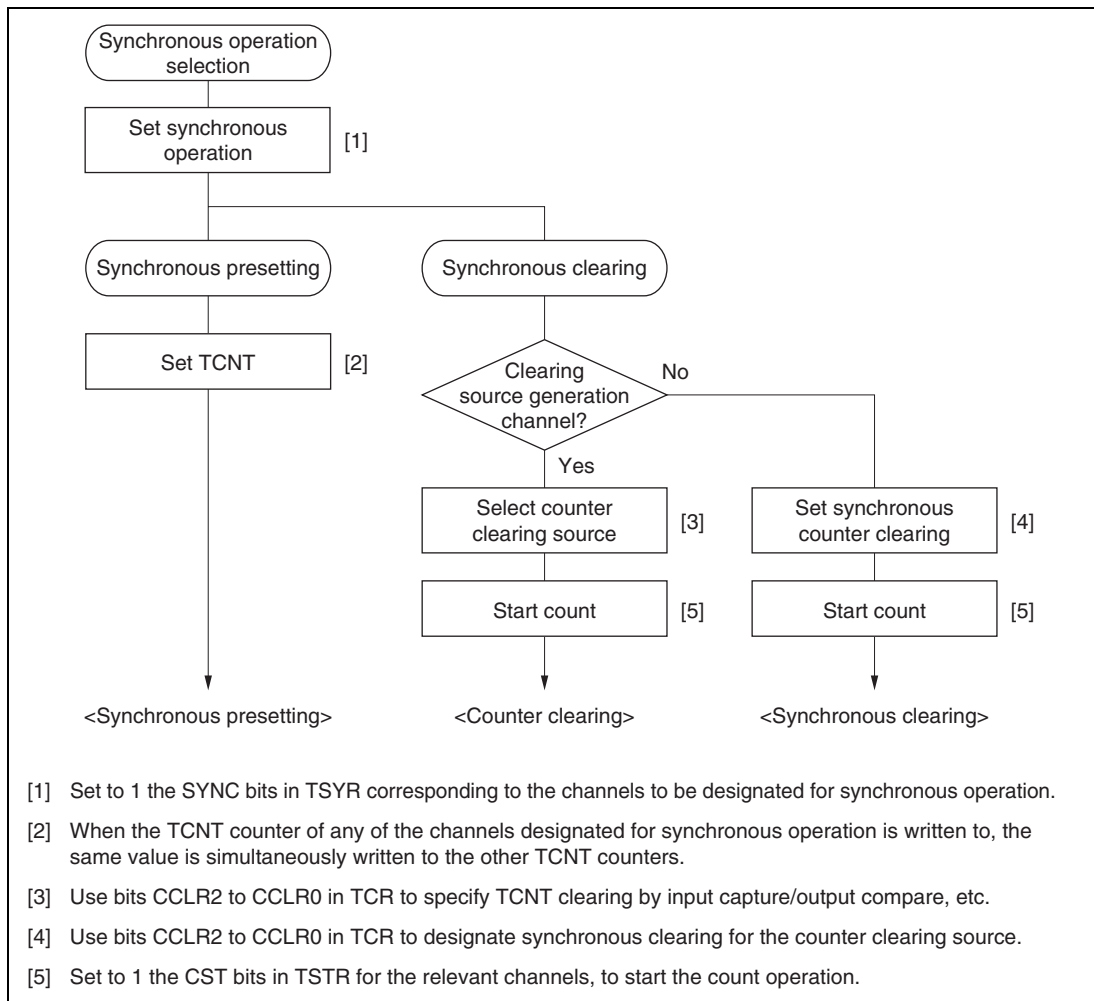 Synchronous operation
selection
Set synchronous
operation
[1]
Synchronous presetting
Synchronous clearing
Set TCNT
[2]
Clearing
source generation
channel?
No
Yes
Select counter
clearing source
[3]
Set synchronous
counter clearing
[4]
Start count
[5]
Start count
[5]
<Synchronous presetting>
<Counter clearing>
<Synchronous clearing>
[1] Set to 1 the SYNC bits in TSYR corresponding to the channels to be designated for synchronous operation.
[2] When the TCNT counter of any of the channels designated for synchronous operation is written to, the
same value is simultaneously written to the other TCNT counters.
[3] Use bits CCLR2 to CCLR0 in TCR to specify TCNT clearing by input capture/output compare, etc.
[4] Use bits CCLR2 to CCLR0 in TCR to designate synchronous clearing for the counter clearing source.
[5] Set to 1 the CST bits in TSTR for the relevant channels, to start the count operation.